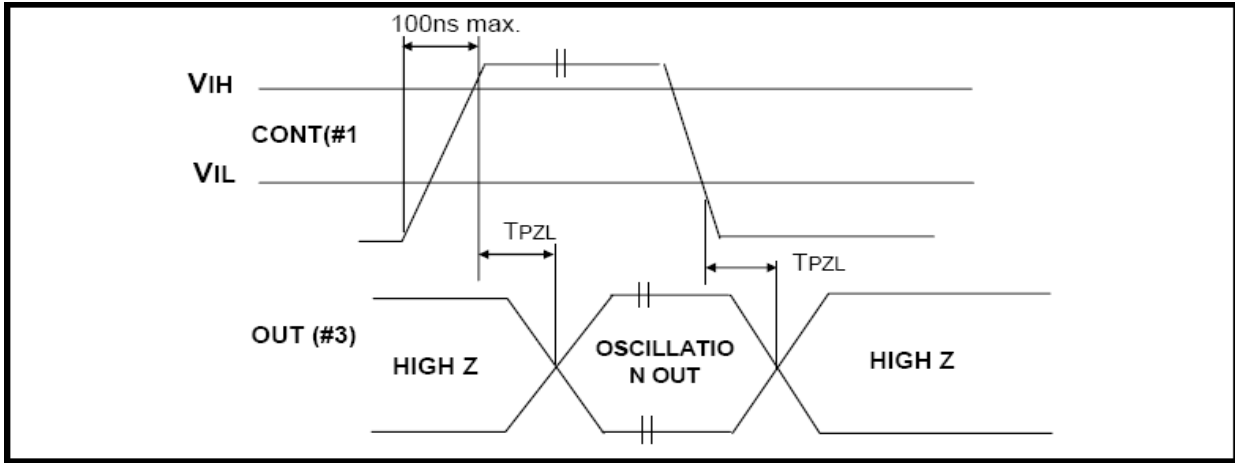 100ns max.
VIH
CONT(#1
VIL
TPZL
TPZL
OUT (#3)
HIGH Z
OSCILLATIO
N OUT
HIGH Z